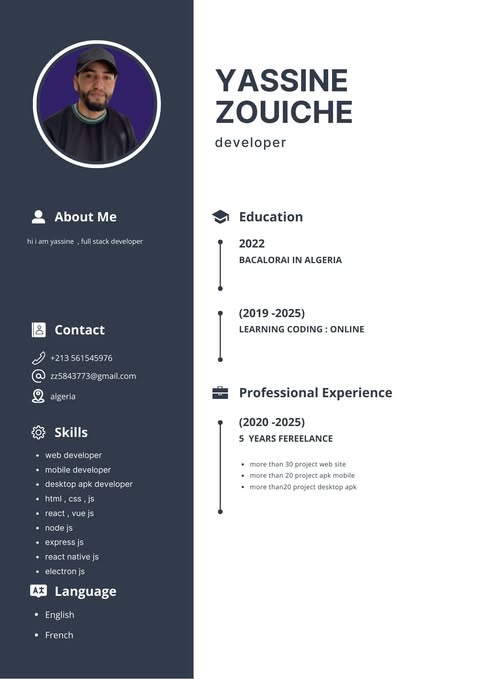 YASSINE
ZOUICHE
developer
About Me
hi i am yassine , full stack developer
Contact
+213 561545976
zz5843773@gmail.com
algeria
Skills
web developer
mobile developer
desktop apk developer
html , css , js
react , vue js
node js
express js
react native js
electron js
Language
English
French
Education
2022
BACALORAI IN ALGERIA
(2019 -2025)
LEARNING CODING : ONLINE
Professional Experience
(2020 -2025)
5 YEARS FEREELANCE
more than 30 project web site
more than 20 project apk mobile
more than20 project desktop apk